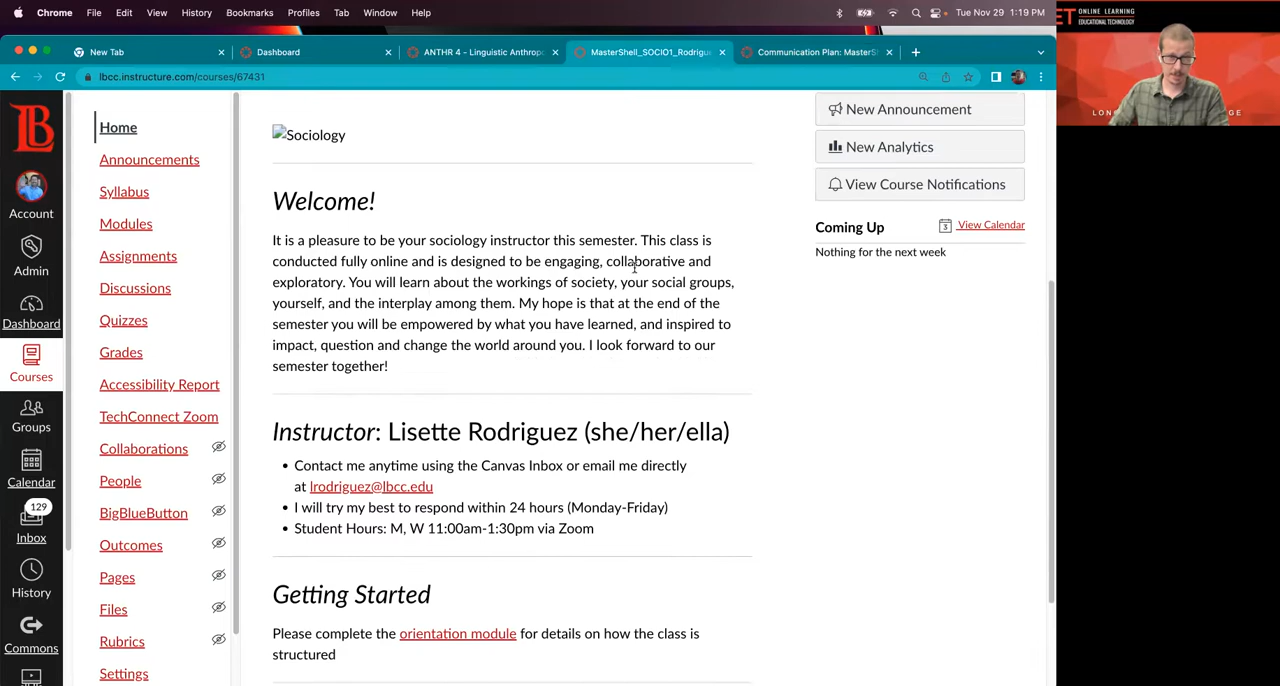 Chrome File Edit View History Bookmarks Profiles Tab Window Help
Tue Nov 29 1:19 PM
ET ONLINE LEARNING
EDUCATIONAL TECHNOLOGY
New Tab
Dashboard
ANTHR 4 - Linguistic Anthropo
MasterShell_SOCIO1_Rodrigue
Communication Plan: MasterS
lbcc.instructure.com/courses/67431
LB
Account
Admin
Dashboard
Courses
Groups
Calendar
129
Inbox
History
Commons
Home
Announcements
Syllabus
Modules
Assignments
Discussions
Quizzes
Grades
Accessibility Report
TechConnect Zoom
Collaborations
People
BigBlueButton
Outcomes
Pages
Files
Rubrics
Settings
Sociology
Welcome!
It is a pleasure to be your sociology instructor this semester. This class is
conducted fully online and is designed to be engaging, collaborative and
exploratory. You will learn about the workings of society, your social groups,
yourself, and the interplay among them. My hope is that at the end of the
semester you will be empowered by what you have learned, and inspired to
impact, question and change the world around you. I look forward to our
semester together!
Instructor: Lisette Rodriguez (she/her/ella)
• Contact me anytime using the Canvas Inbox or email me directly
at lrodriguez@lbcc.edu
• I will try my best to respond within 24 hours (Monday-Friday)
• Student Hours: M, W 11:00am-1:30pm via Zoom
Getting Started
Please complete the orientation module for details on how the class is
structured
New Announcement
New Analytics
View Course Notifications
Coming Up
3 View Calendar
Nothing for the next week
LON
GE